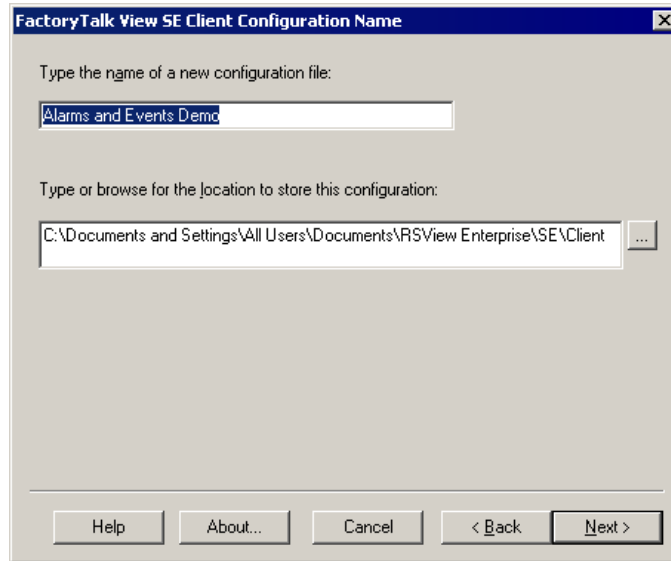 FactoryTalk View SE Client Configuration Name
Type the name of a new configuration file:
Alarms and Events Demo
Type or browse for the location to store this configuration:
C:\Documents and Settings\All Users\Documents\RSView Enterprise\SE\Client
...
Help
About...
Cancel
< Back
Next >